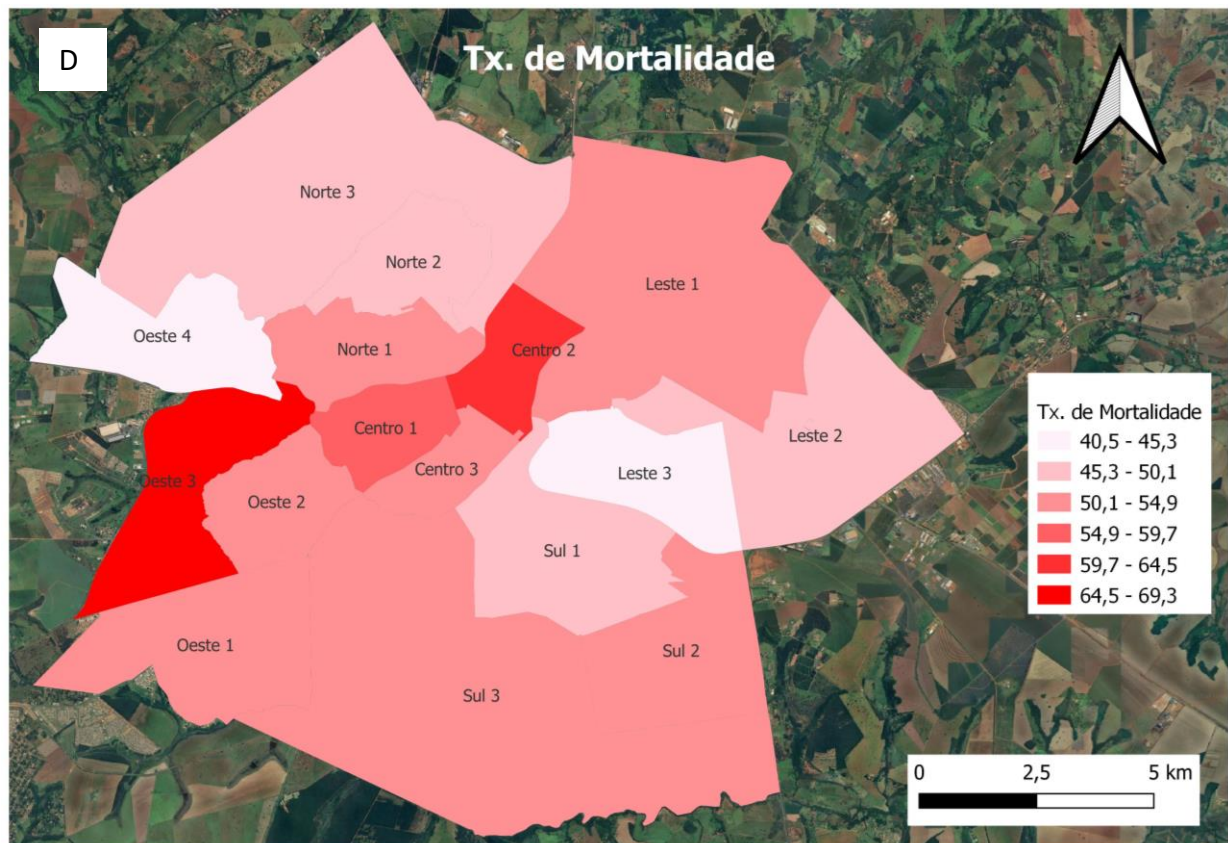 D
Tx. de Mortalidade
Norte 3
Norte 2
Leste 1
Oeste 4
Norte 1
Centro 2
Centro 1
Leste 2
Centro 3
Leste 3
Oeste 3
Oeste 2
Sul 1
Oeste 1
Sul 2
Sul 3
Tx. de Mortalidade
40,5 - 45,3
45,3 - 50,1
50,1 - 54,9
54,9 - 59,7
59,7 - 64,5
64,5 - 69,3
0 2,5 5 km